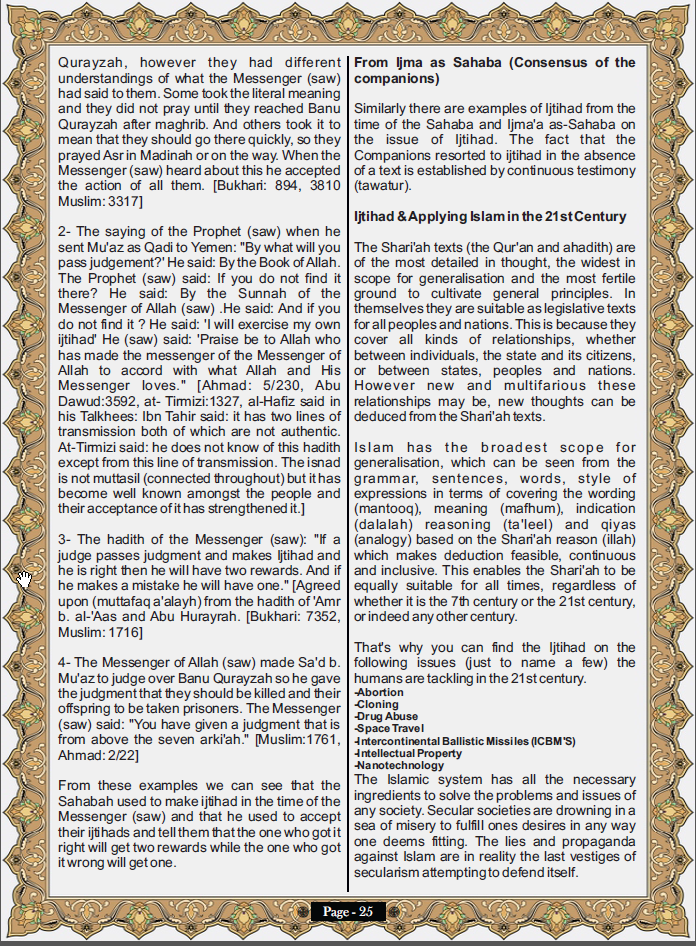 Qurayzah, however they had different
understandings of what the Messenger (saw)
had said to them. Some took the literal meaning
and they did not pray until they reached Banu
Qurayzah after maghrib. And others took it to
mean that they should go there quickly, so they
prayed Asr in Madinah or on the way. When the
Messenger (saw) heard about this he accepted
the action of all them. [Bukhari: 894, 3810
Muslim: 3317]
2- The saying of the Prophet (saw) when he
sent Mu'az as Qadi to Yemen: "By what will you
pass judgement?' He said: By the Book of Allah.
The Prophet (saw) said: If you do not find it
there? He said: By the Sunnah of the
Messenger of Allah (saw) .He said: And if you
do not find it ? He said: 'I will exercise my own
ijtihad' He (saw) said: 'Praise be to Allah who
has made the messenger of the Messenger of
Allah to accord with what Allah and His
Messenger loves." [Ahmad: 5/230, Abu
Dawud:3592, at- Tirmizi:1327, al-Hafiz said in
his Talkhees: Ibn Tahir said: it has two lines of
transmission both of which are not authentic.
At-Tirmizi said: he does not know of this hadith
except from this line of transmission. The isnad
is not muttasil (connected throughout) but it has
become well known amongst the people and
their acceptance of it has strengthened it.]
3- The hadith of the Messenger (saw): "If a
judge passes judgment and makes Ijtihad and
he is right then he will have two rewards. And if
he makes a mistake he will have one." [Agreed
upon (muttafaq a'alayh) from the hadith of 'Amr
b. al-'Aas and Abu Hurayrah. [Bukhari: 7352,
Muslim: 1716]
4- The Messenger of Allah (saw) made Sa'd b.
Mu'az to judge over Banu Qurayzah so he gave
the judgment that they should be killed and their
offspring to be taken prisoners. The Messenger
(saw) said: "You have given a judgment that is
from above the seven arki'ah." [Muslim:1761,
Ahmad: 2/22]
From these examples we can see that the
Sahabah used to make ijtihad in the time of the
Messenger (saw) and that he used to accept
their ijtihads and tell them that the one who got it
right will get two rewards while the one who got
it wrong will get one.
From Ijma as Sahaba (Consensus of the
companions)
Similarly there are examples of Ijtihad from the
time of the Sahaba and Ijma'a as-Sahaba on
the issue of Ijtihad. The fact that the
Companions resorted to ijtihad in the absence
of a text is established by continuous testimony
(tawatur).
Ijtihad & Applying Islam in the 21st Century
The Shari'ah texts (the Qur'an and ahadith) are
of the most detailed in thought, the widest in
scope for generalisation and the most fertile
ground to cultivate general principles. In
themselves they are suitable as legislative texts
for all peoples and nations. This is because they
cover all kinds of relationships, whether
between individuals, the state and its citizens,
or between states, peoples and nations.
However new and multifarious these
relationships may be, new thoughts can be
deduced from the Shari'ah texts.
Islam has the broadest scope for
generalisation, which can be seen from the
grammar, sentences, words, style of
expressions in terms of covering the wording
(mantooq), meaning (mafhum), indication
(dalalah) reasoning (ta'leel) and qiyas
(analogy) based on the Shari'ah reason (illah)
which makes deduction feasible, continuous
and inclusive. This enables the Shari'ah to be
equally suitable for all times, regardless of
whether it is the 7th century or the 21st century,
or indeed any other century.
That's why you can find the Ijtihad on the
following issues (just to name a few) the
humans are tackling in the 21st century.
-Abortion
-Cloning
-Drug Abuse
-Space Travel
-Intercontinental Ballistic Missiles (ICBM'S)
-Intellectual Property
-Nanotechnology
The Islamic system has all the necessary
ingredients to solve the problems and issues of
any society. Secular societies are drowning in a
sea of misery to fulfill ones desires in any way
one deems fitting. The lies and propaganda
against Islam are in reality the last vestiges of
secularism attempting to defend itself.
Page - 25